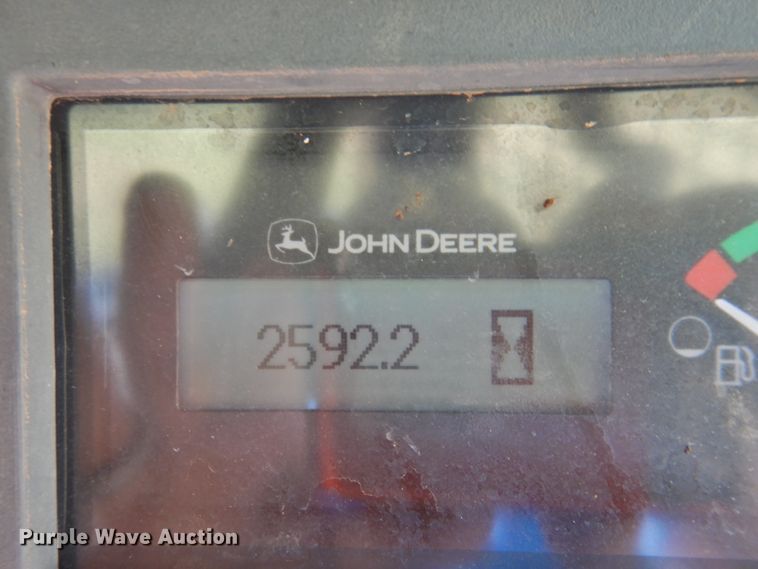 JOHN DEERE
2592.2
Purple Wave Auction